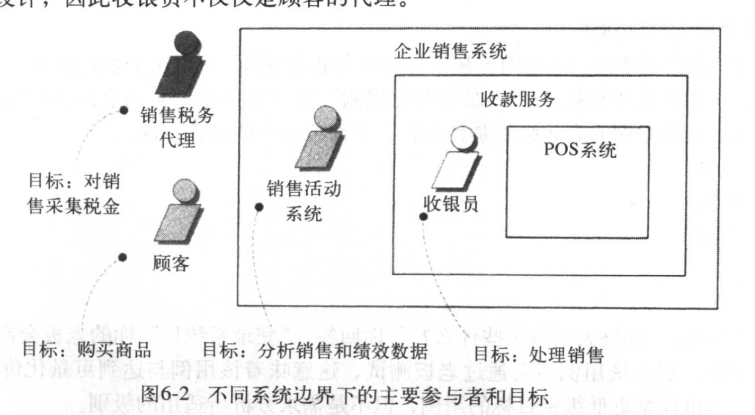 设计，因此收银员不仅仅是顾客的代理。
企业销售系统
收款服务
POS系统
销售税务
代理
目标：对销
售采集税金
销售活动
系统
收银员
顾客
目标：购买商品
目标：分析销售和绩效数据
目标：处理销售
图6-2 不同系统边界下的主要参与者和目标